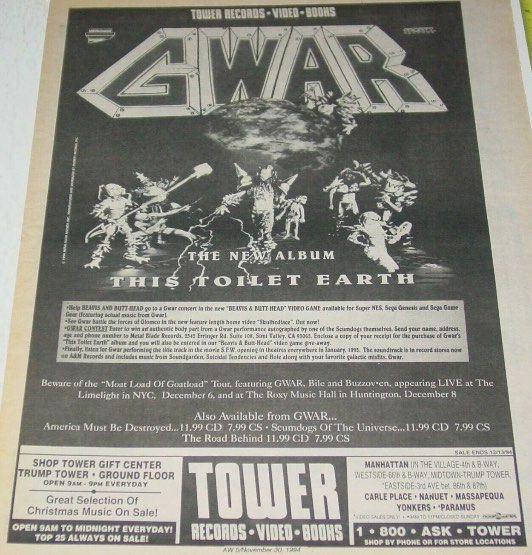 TOWER RECORDS • VIDEO • BOOKS
GWAR
THE NEW ALBUM
THIS TOILET EARTH
•Help BEAVIS AND BUTT-HEAD go to a Gwar concert in the new "BEAVIS & BUTT-HEAD" VIDEO GAME available for Super NES, Sega Genesis and Sega Game
Gear (featuring actual music from Gwar).
•See Gwar battle the forces of Glomco in the new feature length home video "Skulhedface". Out now!
•GWAR CONTEST Enter to win an authentic body part from a Gwar performance autographed by one of the Scumdogs themselves. Send your name, address,
age and phone number to Metal Blade Records, 2345 Erringer Rd. Suite Simi Valley, CA 93065. Enclose a copy of your receipt for the purchase of Gwar's
"This Toilet Earth" album and you will also be entered in our "Beavis & Butt-Head" video game give-away.
•Finally, listen for Gwar performing the title track in the movie S.F.W. opening in theatres everywhere in January, 1995. The soundtrack is in record stores now
on A&M Records and includes music from Soundgarden, Suicidal Tendencies and Hole along with your favorite galactic misfits, Gwar.
Beware of the "Moat Load Of Goatload" Tour, featuring GWAR, Bile and Buzzov•en, appearing LIVE at The
Limelight in NYC, December 6, and at The Roxy Music Hall in Huntington, December 8
Also Available from GWAR...
America Must Be Destroyed...11.99 CD 7.99 CS • Scumdogs Of The Universe...11.99 CD 7.99 CS
The Road Behind 11.99 CD 7.99 CS
SALE ENDS 12/13/94
SHOP TOWER GIFT CENTER
TRUMP TOWER • GROUND FLOOR
OPEN 9AM - 9PM EVERYDAY
Great Selection Of
Christmas Music On Sale!
OPEN 9AM TO MIDNIGHT EVERYDAY!
TOP 25 ALWAYS ON SALE!
TOWER
RECORDS • VIDEO • BOOKS
MANHATTAN (IN THE VILLAGE-4th & B-WAY,
WESTSIDE-66th & B-WAY, MIDTOWN-TRUMP TOWER,
*EASTSIDE-3rd AVE bet. 86th & 87th)
CARLE PLACE • NANUET • MASSAPEQUA
YONKERS • *PARAMUS
*VIDEO SALES ONLY
1 • 800 • ASK • TOWER
SHOP BY PHONE OR FOR STORE LOCATIONS
AW 5/November 30, 1994